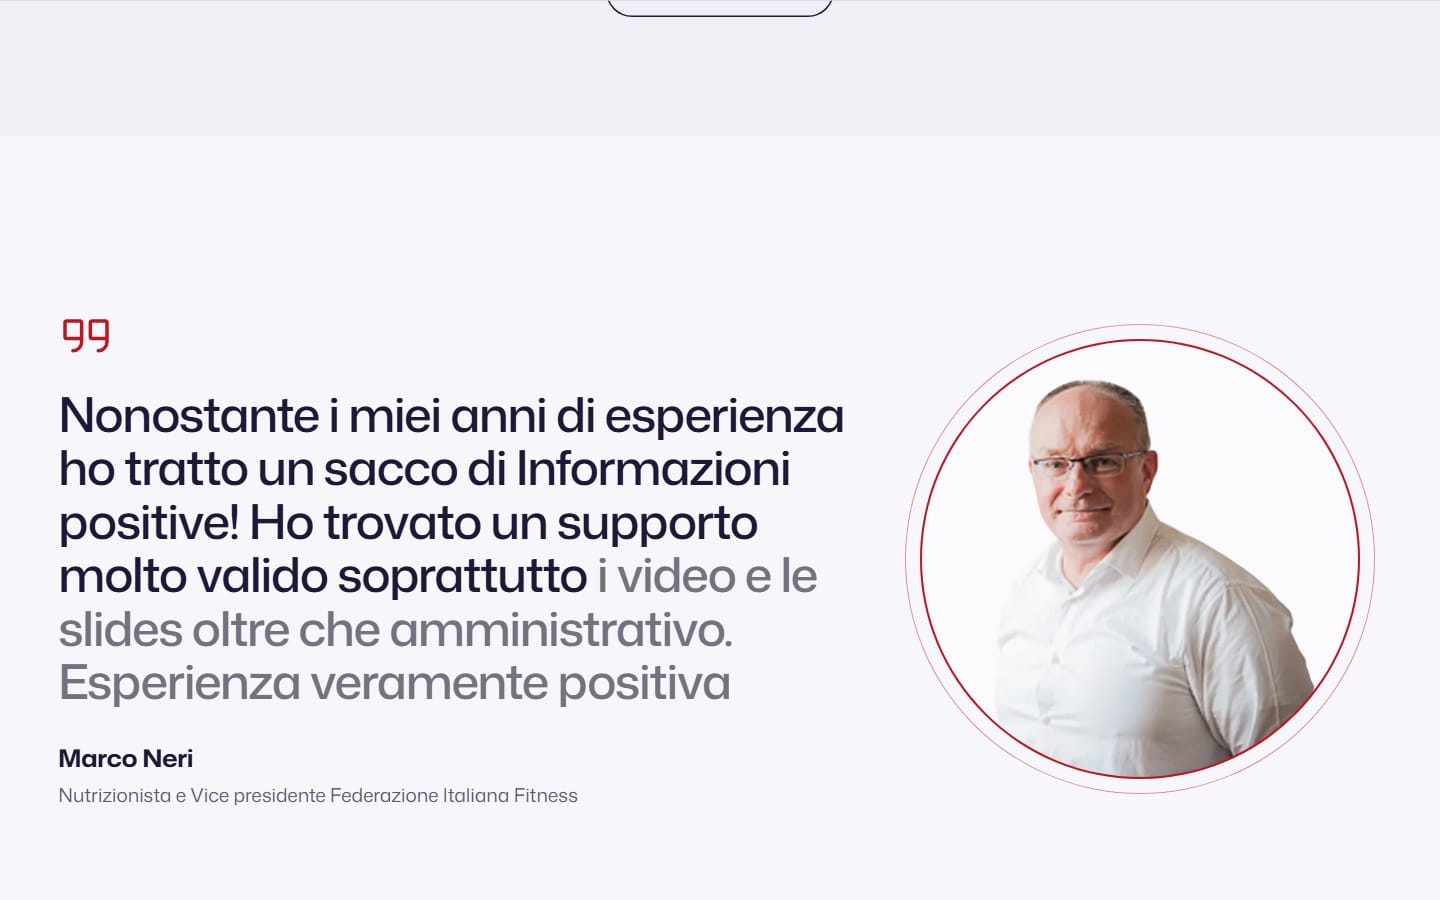 Nonostante i miei anni di esperienza
ho tratto un sacco di Informazioni
positive! Ho trovato un supporto
molto valido soprattutto i video e le
slides oltre che amministrativo.
Esperienza veramente positiva
Marco Neri
Nutrizionista e Vice presidente Federazione Italiana Fitness